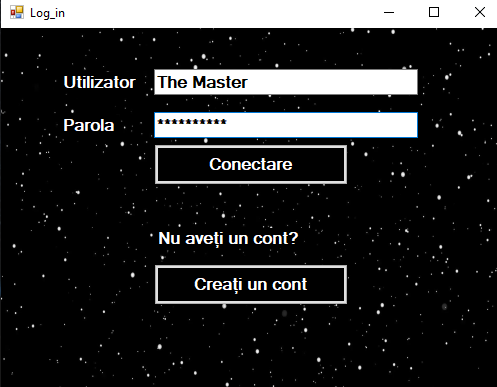 Log_in
Utilizator The Master
Parola **********
Conectare
Nu aveți un cont?
Creați un cont